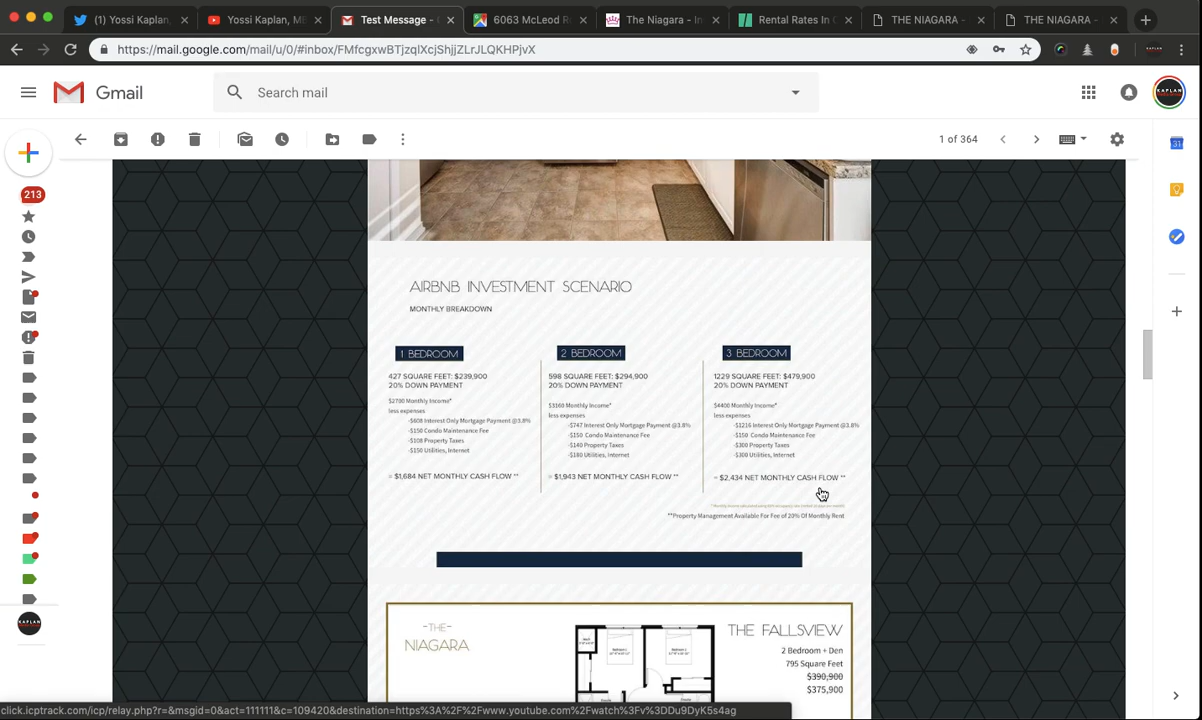 (1) Yossi Kaplan,
Yossi Kaplan, M
Test Message -
6063 McLeod R
The Niagara - In
Rental Rates In
THE NIAGARA -
THE NIAGARA -
https://mail.google.com/mail/u/0/#inbox/FMfcgxwBTjzqlXcjShjjZLrJLQKHPjvX
Gmail
Search mail
1 of 364
213
AIRBNB INVESTMENT SCENARIO
MONTHLY BREAKDOWN
1 BEDROOM
427 SQUARE FEET: $239,900
20% DOWN PAYMENT
$2700 Monthly Income*
less expenses
-$608 Interest Only Mortgage Payment @3.8%
-$150 Condo Maintenance Fee
-$108 Property Taxes
-$150 Utilities, Internet
= $1,684 NET MONTHLY CASH FLOW **
2 BEDROOM
598 SQUARE FEET: $294,900
20% DOWN PAYMENT
$3160 Monthly Income*
less expenses
-$747 Interest Only Mortgage Payment @3.8%
-$150 Condo Maintenance Fee
-$140 Property Taxes
-$180 Utilities, Internet
= $1,943 NET MONTHLY CASH FLOW **
3 BEDROOM
1229 SQUARE FEET: $479,900
20% DOWN PAYMENT
$4400 Monthly Income*
less expenses
-$1216 Interest Only Mortgage Payment @3.8%
-$150 Condo Maintenance Fee
-$300 Property Taxes
-$300 Utilities, Internet
= $2,434 NET MONTHLY CASH FLOW **
**Property Management Available For Fee of 20% Of Monthly Rent
-THE-
NIAGARA
THE FALLSVIEW
2 Bedroom + Den
795 Square Feet
$390,900
$375,900
click.icptrack.com/icp/relay.php?r=&msgid=0&act=111111&c=109420&destination=https%3A%2F%2Fwww.youtube.com%2Fwatch%3Fv%3DDu9DyK5s4ag